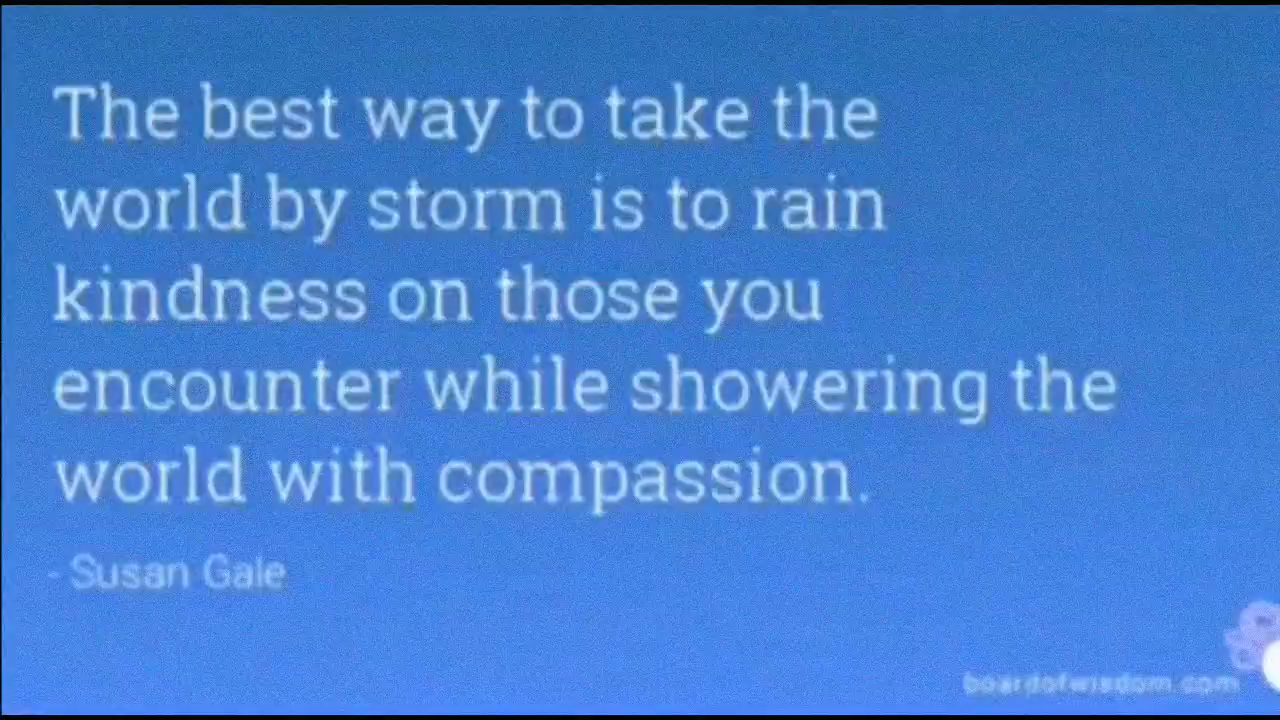 The best way to take the
world by storm is to rain
kindness on those you
encounter while showering the
world with compassion.
- Susan Gale
boardofwisdom.com